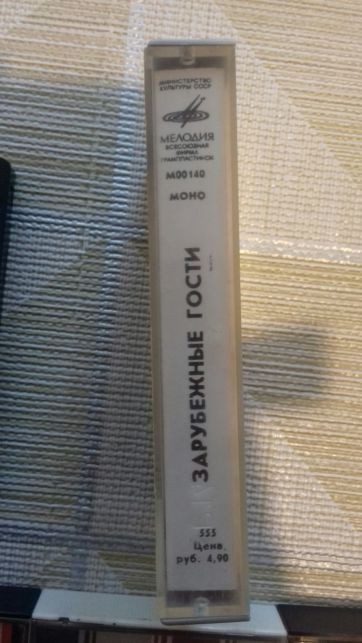 МИНИСТЕРСТВО
КУЛЬТУРЫ СССР
МЕЛОДИЯ
ВСЕСОЮЗНАЯ
ФИРМА
ГРАМПЛАСТИНОК
М00140
МОНО
ЗАРУБЕЖНЫЕ ГОСТИ
555
Цена
руб. 4,90